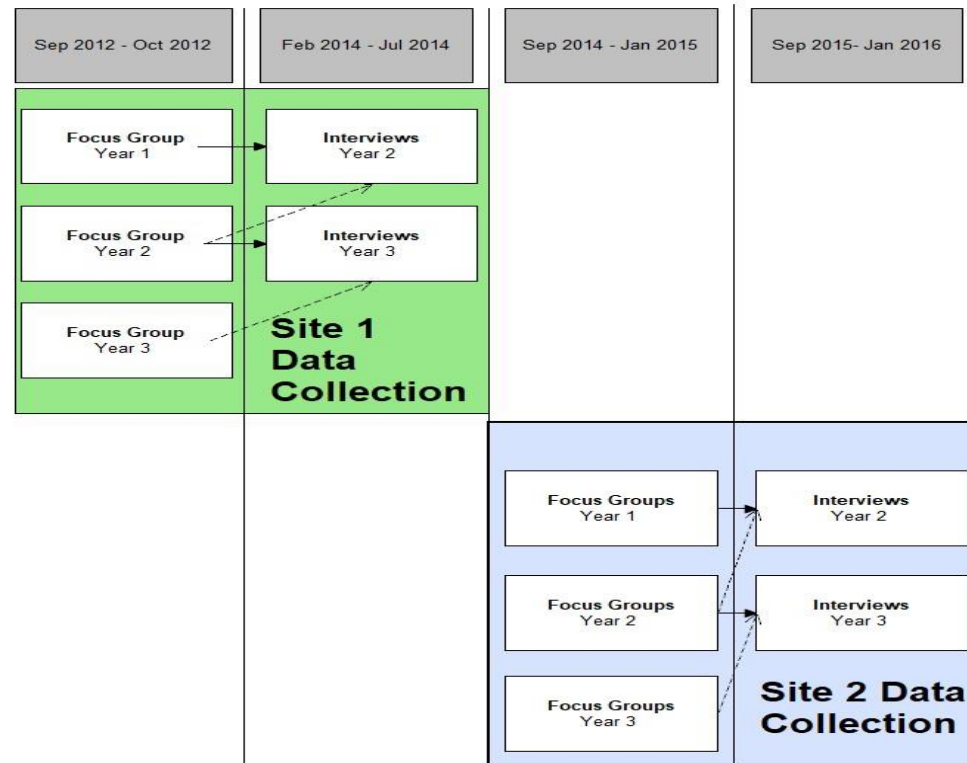 Sep 2012 - Oct 2012
Feb 2014 - Jul 2014
Sep 2014 - Jan 2015
Sep 2015- Jan 2016
Focus Group
Year 1
Interviews
Year 2
Focus Group
Year 2
Interviews
Year 3
Focus Group
Year 3
Site 1
Data
Collection
Focus Groups
Year 1
Interviews
Year 2
Focus Groups
Year 2
Interviews
Year 3
Focus Groups
Year 3
Site 2 Data
Collection